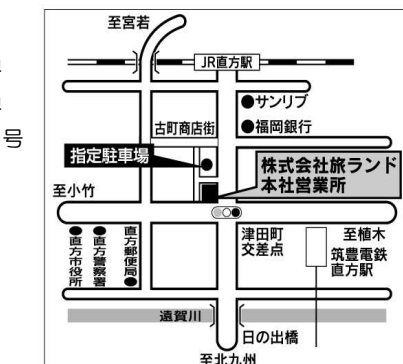 至宮若
JR直方駅
●サンリブ
古町商店街
●福岡銀行
号
指定駐車場
株式会社旅ランド
本社営業所
至小竹
津田町
交差点
至植木
筑豊電鉄
直方駅
●直方市役所
●直方警察署
直方郵便局●
遠賀川
日の出橋
至北九州